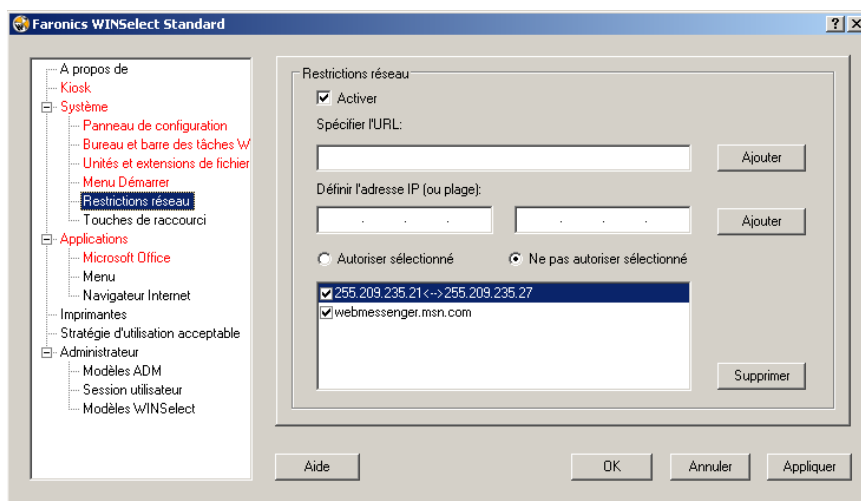 Faronics WINSelect Standard
A propos de
Kiosk
Système
Panneau de configuration
Bureau et barre des tâches W
Unités et extensions de fichier
Menu Démarrer
Restrictions réseau
Touches de raccourci
Applications
Microsoft Office
Menu
Navigateur Internet
Imprimantes
Stratégie d'utilisation acceptable
Administrateur
Modèles ADM
Session utilisateur
Modèles WINSelect
Restrictions réseau
Activer
Spécifier l'URL:
Ajouter
Définir l'adresse IP (ou plage):
Ajouter
Autoriser sélectionné
Ne pas autoriser sélectionné
255.209.235.21<-->255.209.235.27
webmessenger.msn.com
Supprimer
Aide
OK
Annuler
Appliquer